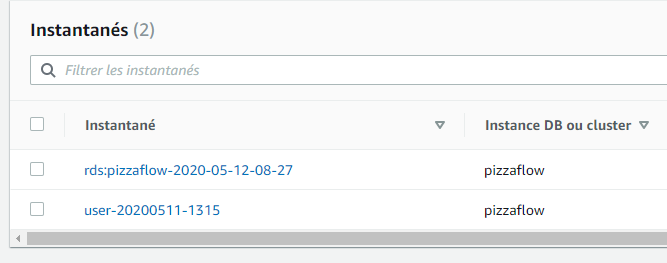 Instantanés (2)
Filtrer les instantanés
Instantané Instance DB ou cluster
rds:pizzaflow-2020-05-12-08-27 pizzaflow
user-20200511-1315 pizzaflow